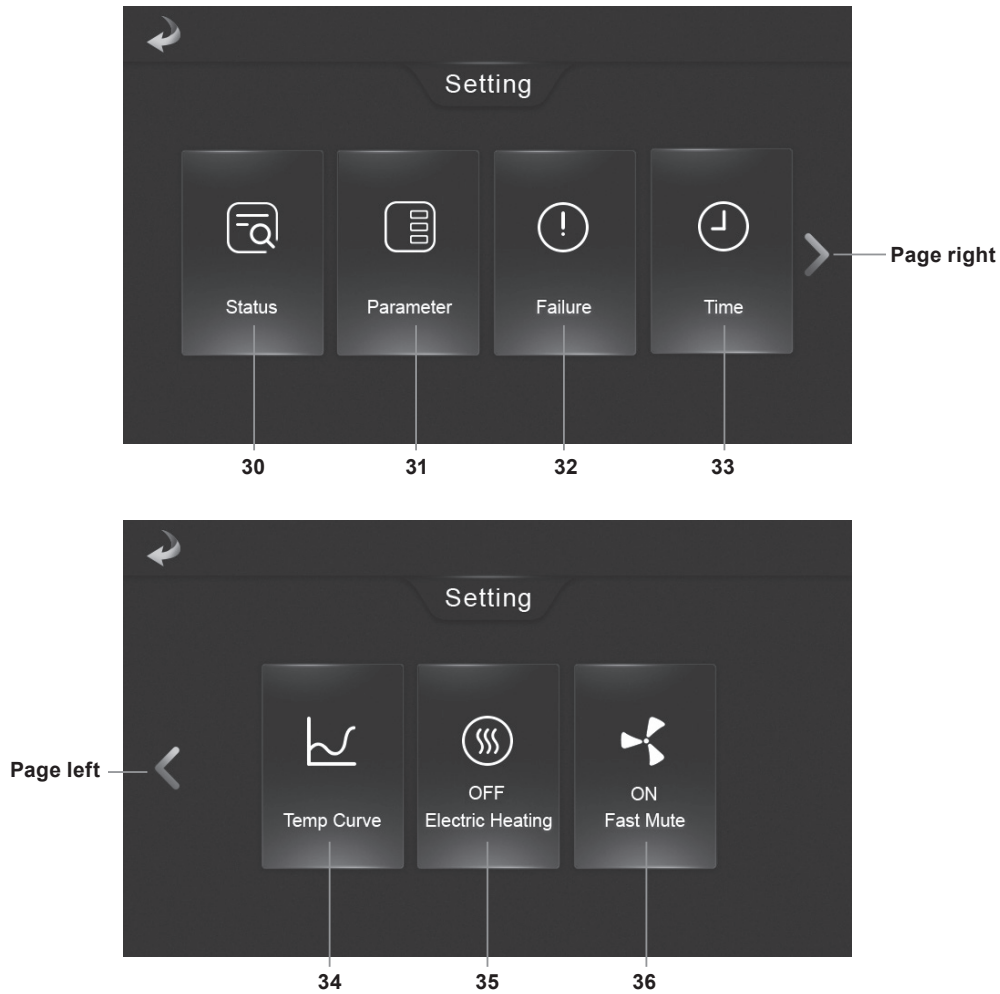 Setting
Status
Parameter
Failure
Time
Page right
30
31
32
33
Setting
Page left
OFF
ON
Temp Curve
Electric Heating
Fast Mute
34
35
36